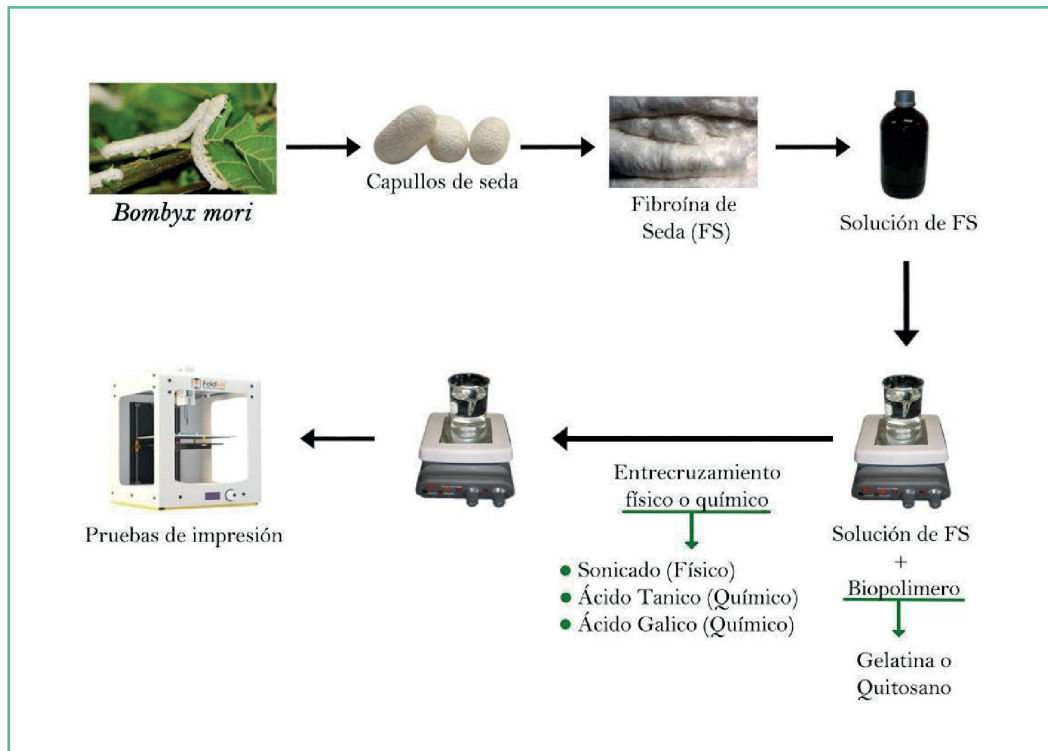 Bombyx mori
Capullos de seda
Fibroína de
Seda (FS)
Solución de FS
Pruebas de impresión
Entrecruzamiento
físico o químico
Sonicado (Físico)
Ácido Tanico (Químico)
Ácido Galico (Químico)
Solución de FS
+
Biopolimero
Gelatina o
Quitosano